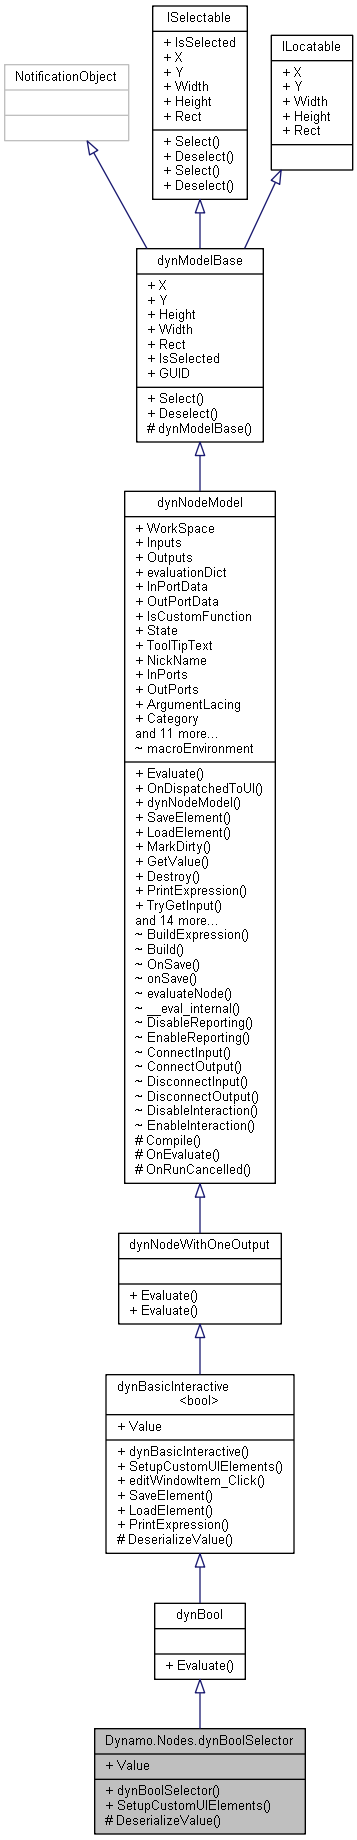 ISelectable
+ IsSelected
+ X
+ Y
+ Width
+ Height
+ Rect
+ Select()
+ Deselect()
+ Select()
+ Deselect()
ILocatable
+ X
+ Y
+ Width
+ Height
+ Rect
NotificationObject
dynModelBase
+ X
+ Y
+ Height
+ Width
+ Rect
+ IsSelected
+ GUID
+ Select()
+ Deselect()
# dynModelBase()
dynNodeModel
+ WorkSpace
+ Inputs
+ Outputs
+ evaluationDict
+ InPortData
+ OutPortData
+ IsCustomFunction
+ State
+ ToolTipText
+ NickName
+ InPorts
+ OutPorts
+ ArgumentLacing
+ Category
and 11 more...
~ macroEnvironment
+ Evaluate()
+ OnDispatchedToUI()
+ dynNodeModel()
+ SaveElement()
+ LoadElement()
+ MarkDirty()
+ GetValue()
+ Destroy()
+ PrintExpression()
+ TryGetInput()
and 14 more...
~ BuildExpression()
~ Build()
~ OnSave()
~ onSave()
~ evaluateNode()
~ __eval_internal()
~ DisableReporting()
~ EnableReporting()
~ ConnectInput()
~ ConnectOutput()
~ DisconnectInput()
~ DisconnectOutput()
~ DisableInteraction()
~ EnableInteraction()
# Compile()
# OnEvaluate()
# OnRunCancelled()
dynNodeWithOneOutput
+ Evaluate()
+ Evaluate()
dynBasicInteractive
<bool>
+ Value
+ dynBasicInteractive()
+ SetupCustomUIElements()
+ editWindowItem_Click()
+ SaveElement()
+ LoadElement()
+ PrintExpression()
# DeserializeValue()
dynBool
+ Evaluate()
Dynamo.Nodes.dynBoolSelector
+ Value
+ dynBoolSelector()
+ SetupCustomUIElements()
# DeserializeValue()